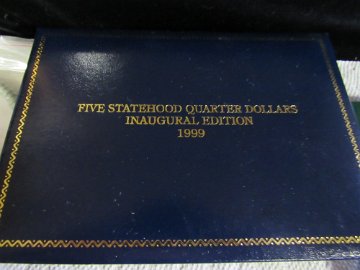 FIVE STATEHOOD QUARTER DOLLARS
INAUGURAL EDITION
1999